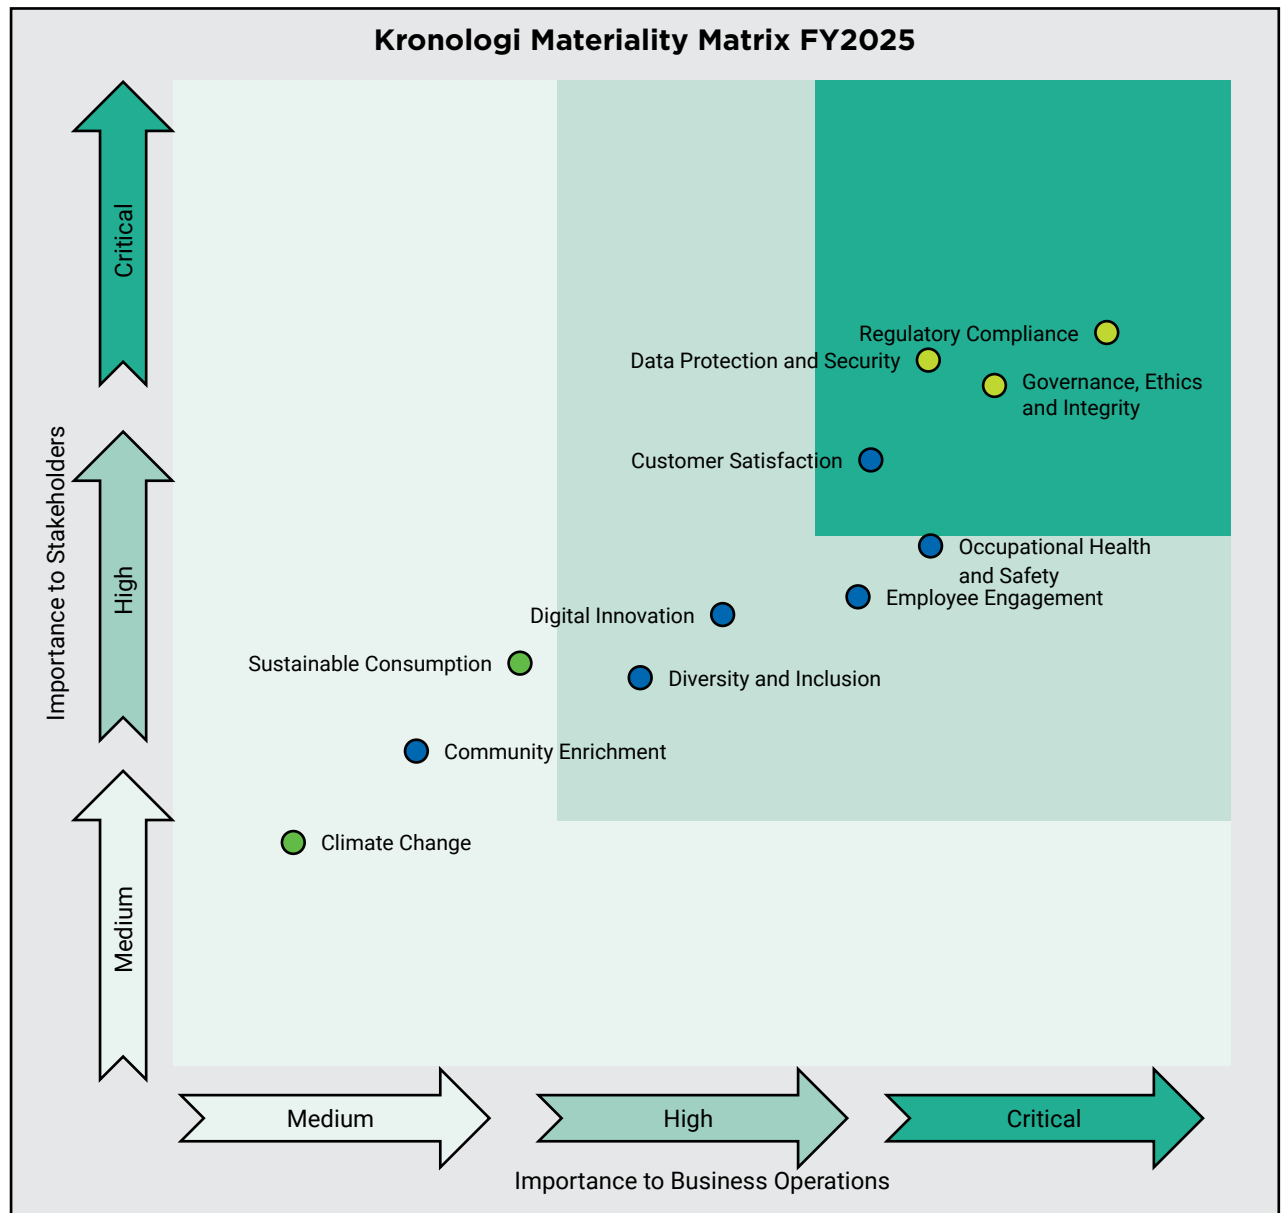 Kronologi Materiality Matrix FY2025
Importance to Stakeholders
Critical
High
Medium
Regulatory Compliance
Data Protection and Security
Governance, Ethics
and Integrity
Customer Satisfaction
Occupational Health
and Safety
Employee Engagement
Digital Innovation
Sustainable Consumption
Diversity and Inclusion
Community Enrichment
Climate Change
Medium
High
Critical
Importance to Business Operations